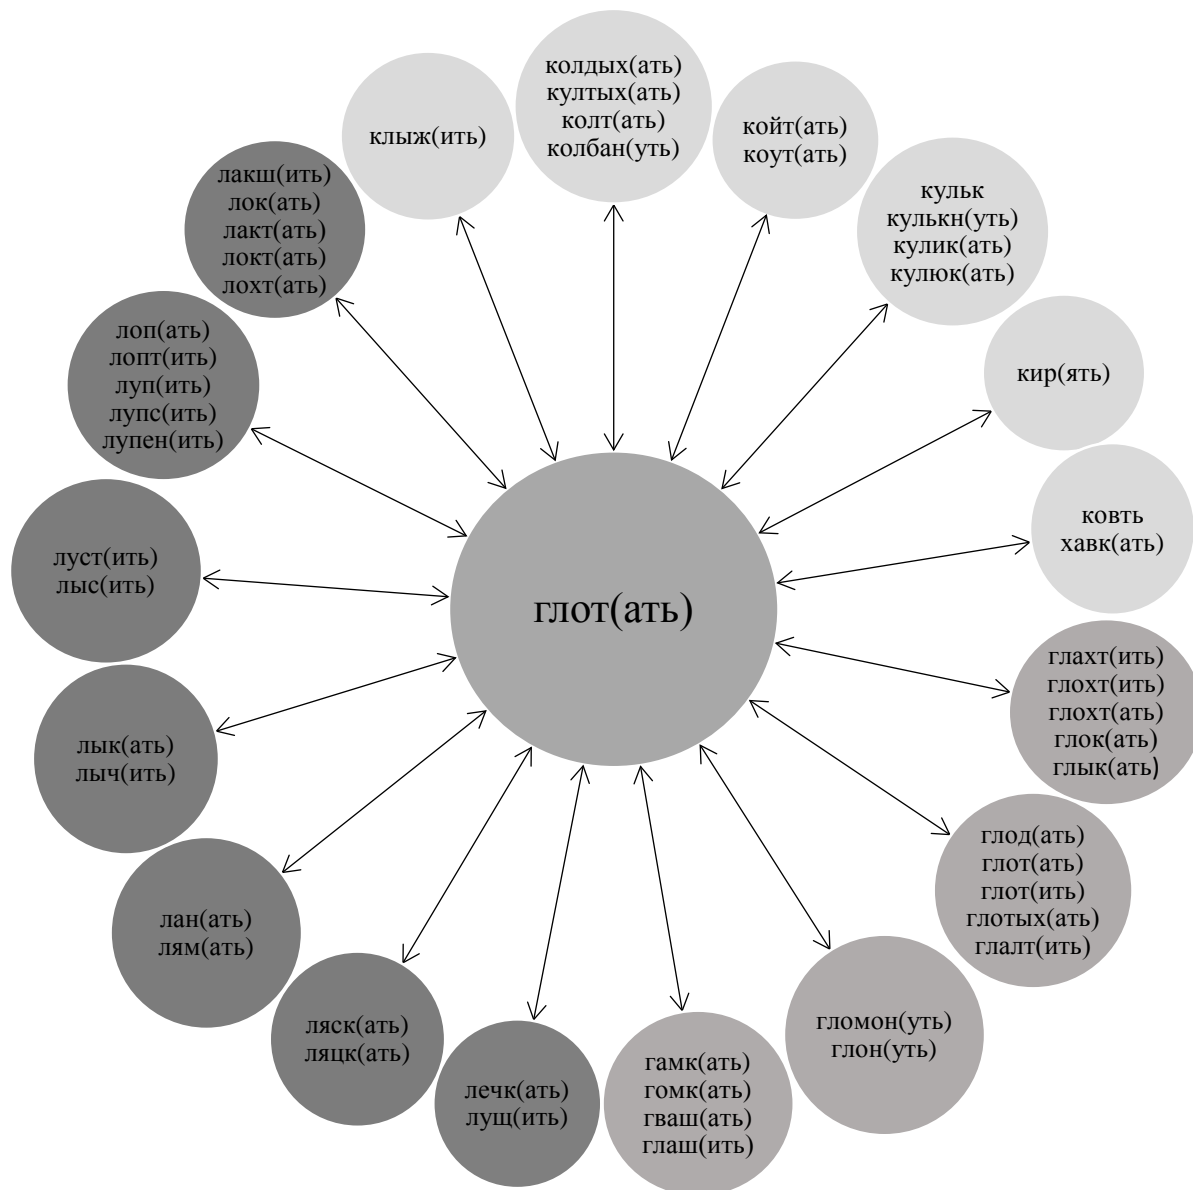 колдых(ать)
култых(ать)
колт(ать)
колбан(уть)
койт(ать)
коут(ать)
кульк
кулькн(уть)
кулик(ать)
кулюк(ать)
кир(ять)
ковть
хавк(ать)
глахт(ить)
глохт(ить)
глохт(ать)
глок(ать)
глык(ать)
глод(ать)
глот(ать)
глот(ить)
глотых(ать)
глалт(ить)
гломон(уть)
глон(уть)
гамк(ать)
гомк(ать)
гваш(ать)
глаш(ить)
лечк(ать)
лущ(ить)
ляск(ать)
ляцк(ать)
лан(ать)
лям(ать)
лык(ать)
лыч(ить)
луст(ить)
лыс(ить)
лоп(ать)
лопт(ить)
луп(ить)
лупс(ить)
лупен(ить)
лакш(ить)
лок(ать)
лакт(ать)
локт(ать)
лохт(ать)
клыж(ить)
глот(ать)